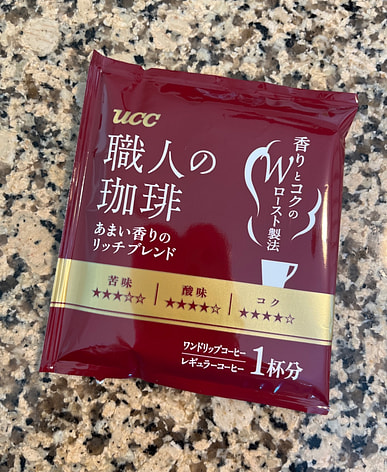 ucc
職人の
珈琲
あまい香りの
リッチブレンド
香りとコクの
W
ロースト製法
苦味
★★★☆☆
酸味
★★★★☆
コク
★★★★☆
ワンドリップコーヒー
レギュラーコーヒー
1杯分